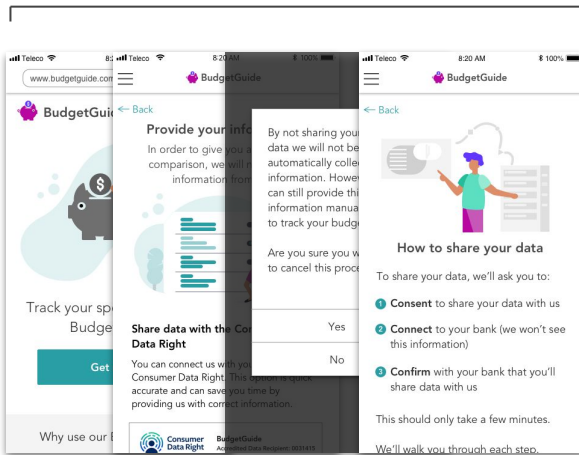 Teleco 8:
www.budgetguide.com
BudgetGui
Track your sp
Budge
Get
Why use our B
Teleco 8:20 AM 100%
BudgetGuide
Back
Provide your info
In order to give you a
comparison, we will n
information from
Share data with the Con
Data Right
You can connect us with you
Consumer Data Right. This option is quick
accurate and can save you time by
providing us with correct information.
Consumer
Data Right
BudgetGuide
Accredited Data Recipient: 0031415
By not sharing your
data we will not be
automatically collec
information. Howev
can still provide thi
information manua
to track your budge
Are you sure you w
to cancel this proce
Yes
No
Teleco 8:20 AM 100%
BudgetGuide
Back
How to share your data
To share your data, we'll ask you to:
1 Consent to share your data with us
2 Connect to your bank (we won't see
this information)
3 Confirm with your bank that you'll
share data with us
This should only take a few minutes.
We'll walk you through each step.